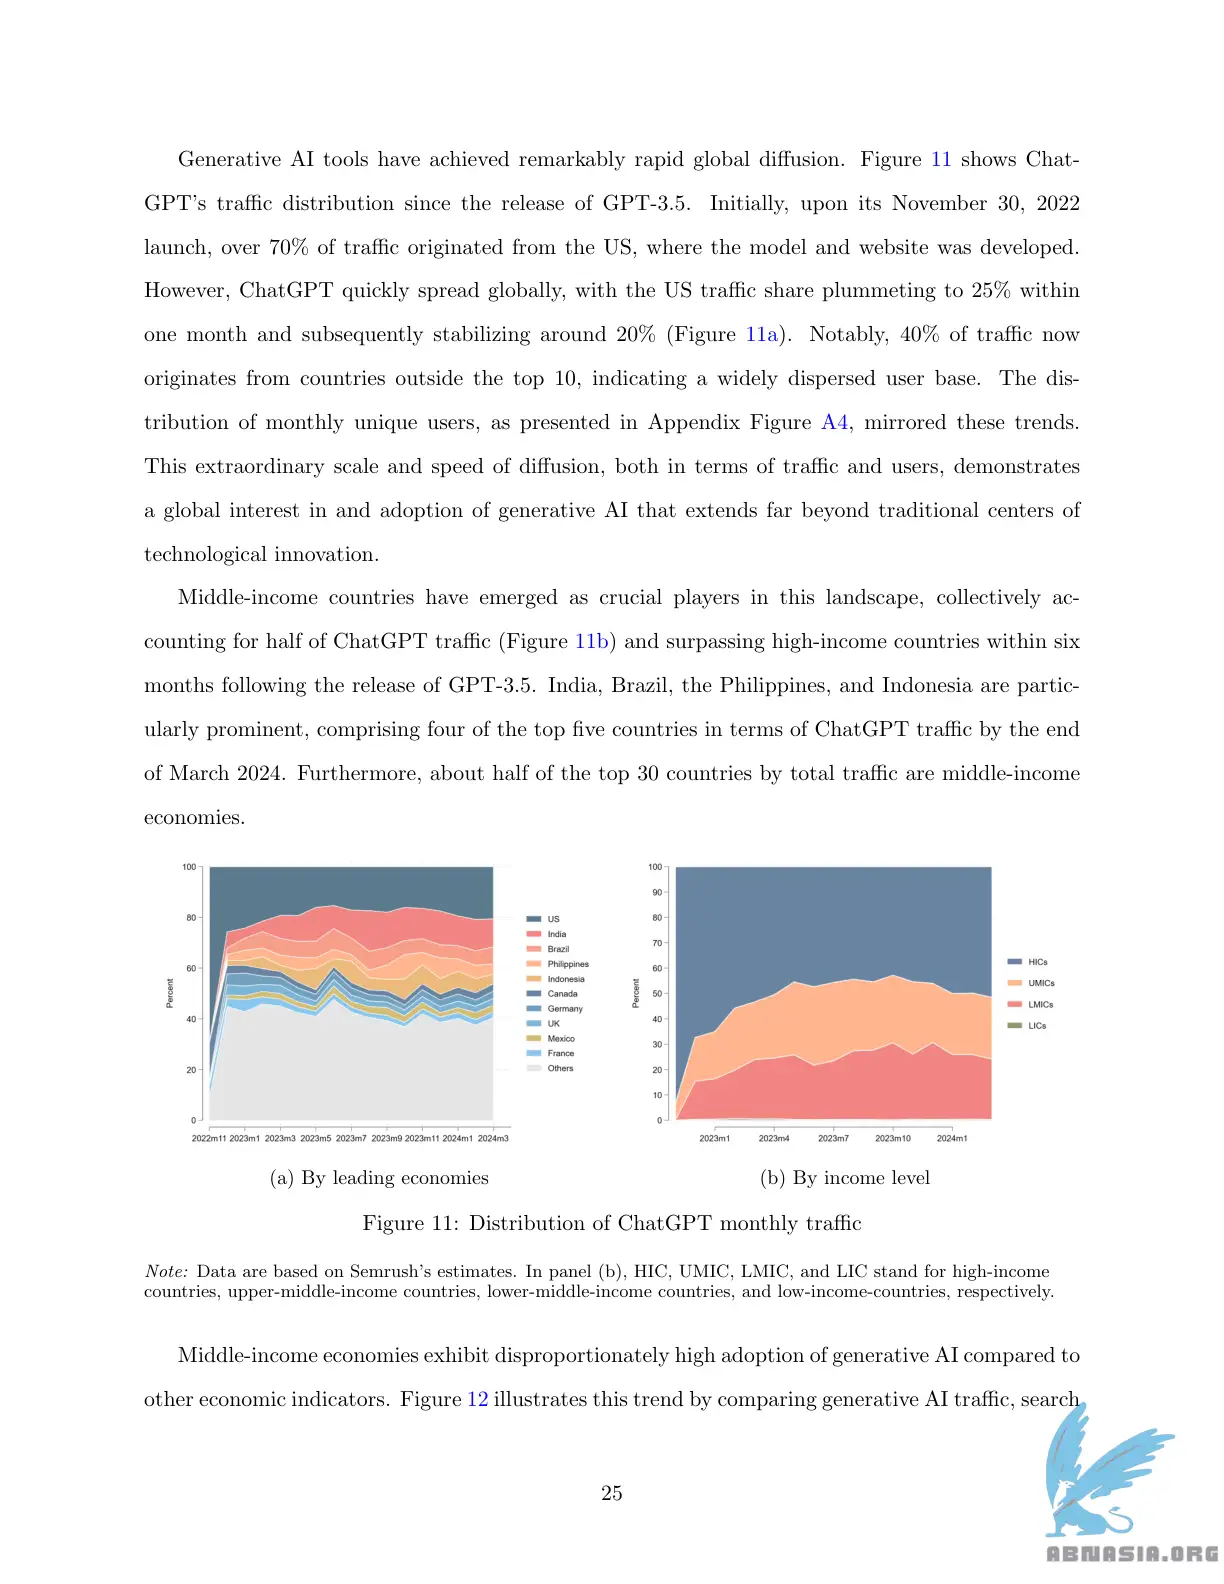 Generative AI tools have achieved remarkably rapid global diffusion. Figure 11 shows Chat-
GPT's traffic distribution since the release of GPT-3.5. Initially, upon its November 30, 2022
launch, over 70% of traffic originated from the US, where the model and website was developed.
However, ChatGPT quickly spread globally, with the US traffic share plummeting to 25% within
one month and subsequently stabilizing around 20% (Figure 11a). Notably, 40% of traffic now
originates from countries outside the top 10, indicating a widely dispersed user base. The dis-
tribution of monthly unique users, as presented in Appendix Figure A4, mirrored these trends.
This extraordinary scale and speed of diffusion, both in terms of traffic and users, demonstrates
a global interest in and adoption of generative AI that extends far beyond traditional centers of
technological innovation.
Middle-income countries have emerged as crucial players in this landscape, collectively ac-
counting for half of ChatGPT traffic (Figure 11b) and surpassing high-income countries within six
months following the release of GPT-3.5. India, Brazil, the Philippines, and Indonesia are partic-
ularly prominent, comprising four of the top five countries in terms of ChatGPT traffic by the end
of March 2024. Furthermore, about half of the top 30 countries by total traffic are middle-income
economies.
100
80
60
40
20
0
Percent
2022m11 2023m1 2023m3 2023m5 2023m7 2023m9 2023m11 2024m1 2024m3
US
India
Brazil
Philippines
Indonesia
Canada
Germany
UK
Mexico
France
Others
(a) By leading economies
100
90
80
70
60
50
40
30
20
10
0
Percent
2023m1 2023m4 2023m7 2023m10 2024m1
HICs
UMICs
LMICs
LICs
(b) By income level
Figure 11: Distribution of ChatGPT monthly traffic
Note: Data are based on Semrush's estimates. In panel (b), HIC, UMIC, LMIC, and LIC stand for high-income
countries, upper-middle-income countries, lower-middle-income countries, and low-income-countries, respectively.
Middle-income economies exhibit disproportionately high adoption of generative AI compared to
other economic indicators. Figure 12 illustrates this trend by comparing generative AI traffic, search
25
ABNASIA.ORG